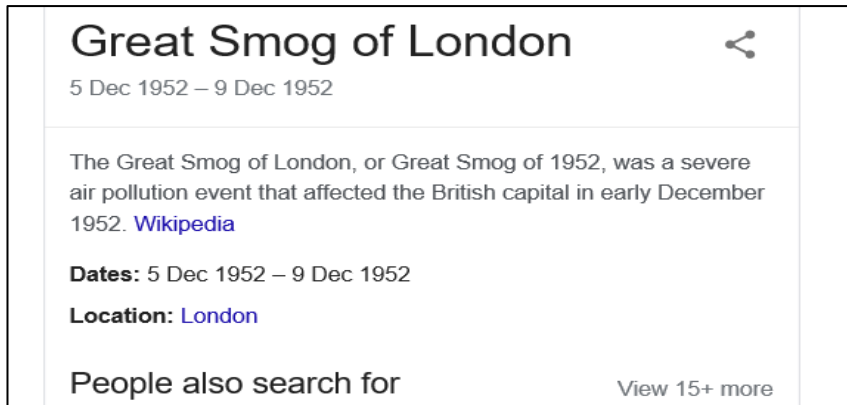 Great Smog of London
5 Dec 1952 – 9 Dec 1952
The Great Smog of London, or Great Smog of 1952, was a severe
air pollution event that affected the British capital in early December
1952. Wikipedia
Dates: 5 Dec 1952 – 9 Dec 1952
Location: London
People also search for
View 15+ more